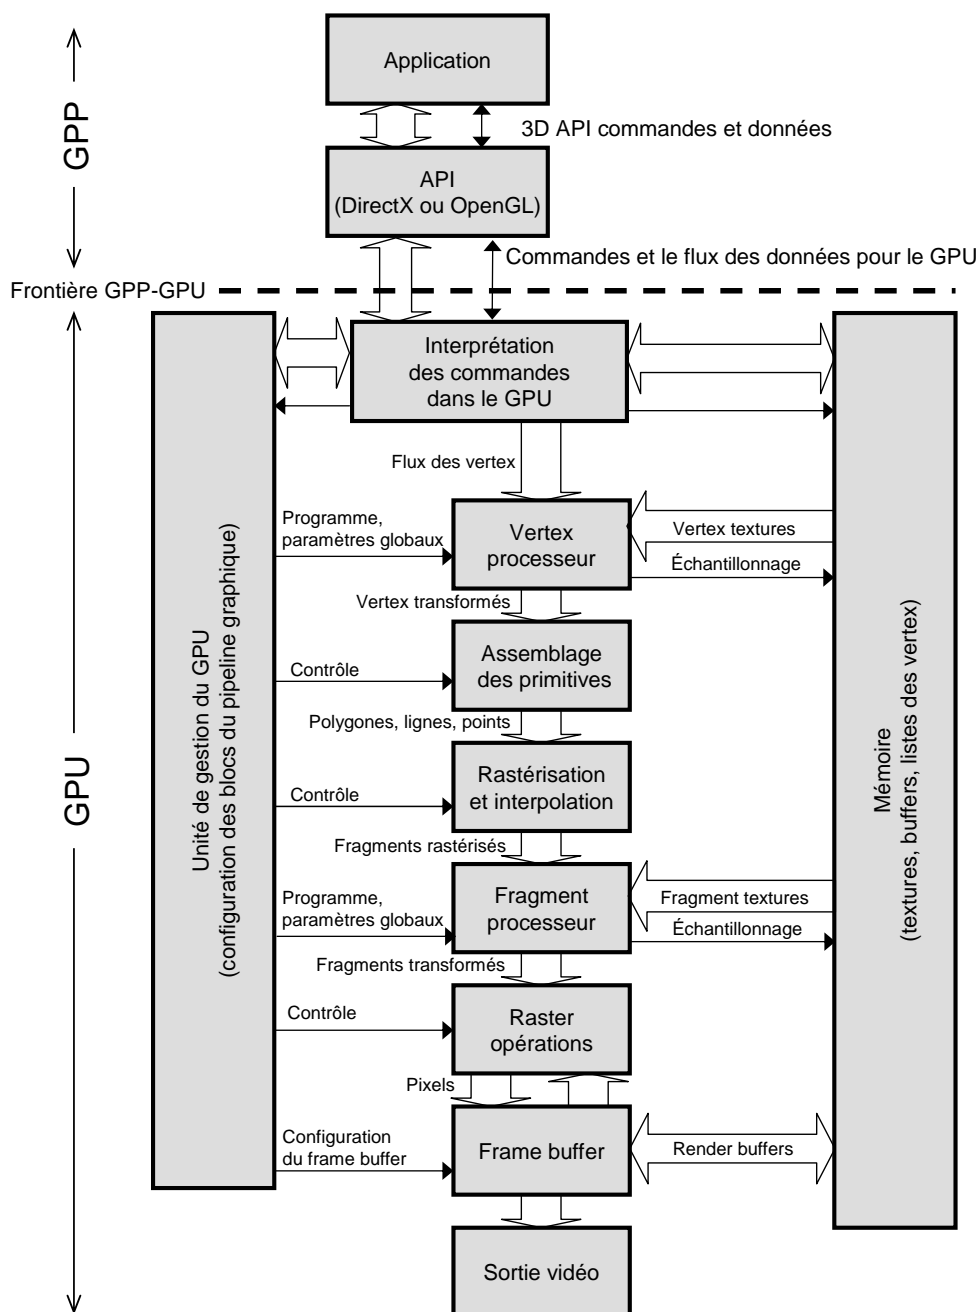 Application
GPP
3D API commandes et données
API
(DirectX ou OpenGL)
Commandes et le flux des données pour le GPU
Frontière GPP-GPU
Interprétation
des commandes
dans le GPU
Flux des vertex
Programme,
paramètres globaux
Vertex
processeur
Vertex textures
Échantillonnage
Vertex transformés
Assemblage
des primitives
Contrôle
Polygones, lignes, points
GPU
Unité de gestion du GPU
(configuration des blocs du pipeline graphique)
Mémoire
(textures, buffers, listes des vertex)
Rastérisation
et interpolation
Contrôle
Fragments rastérisés
Programme,
paramètres globaux
Fragment
processeur
Fragment textures
Échantillonnage
Fragments transformés
Contrôle
Raster
opérations
Pixels
Configuration
du frame buffer
Frame buffer
Render buffers
Sortie vidéo